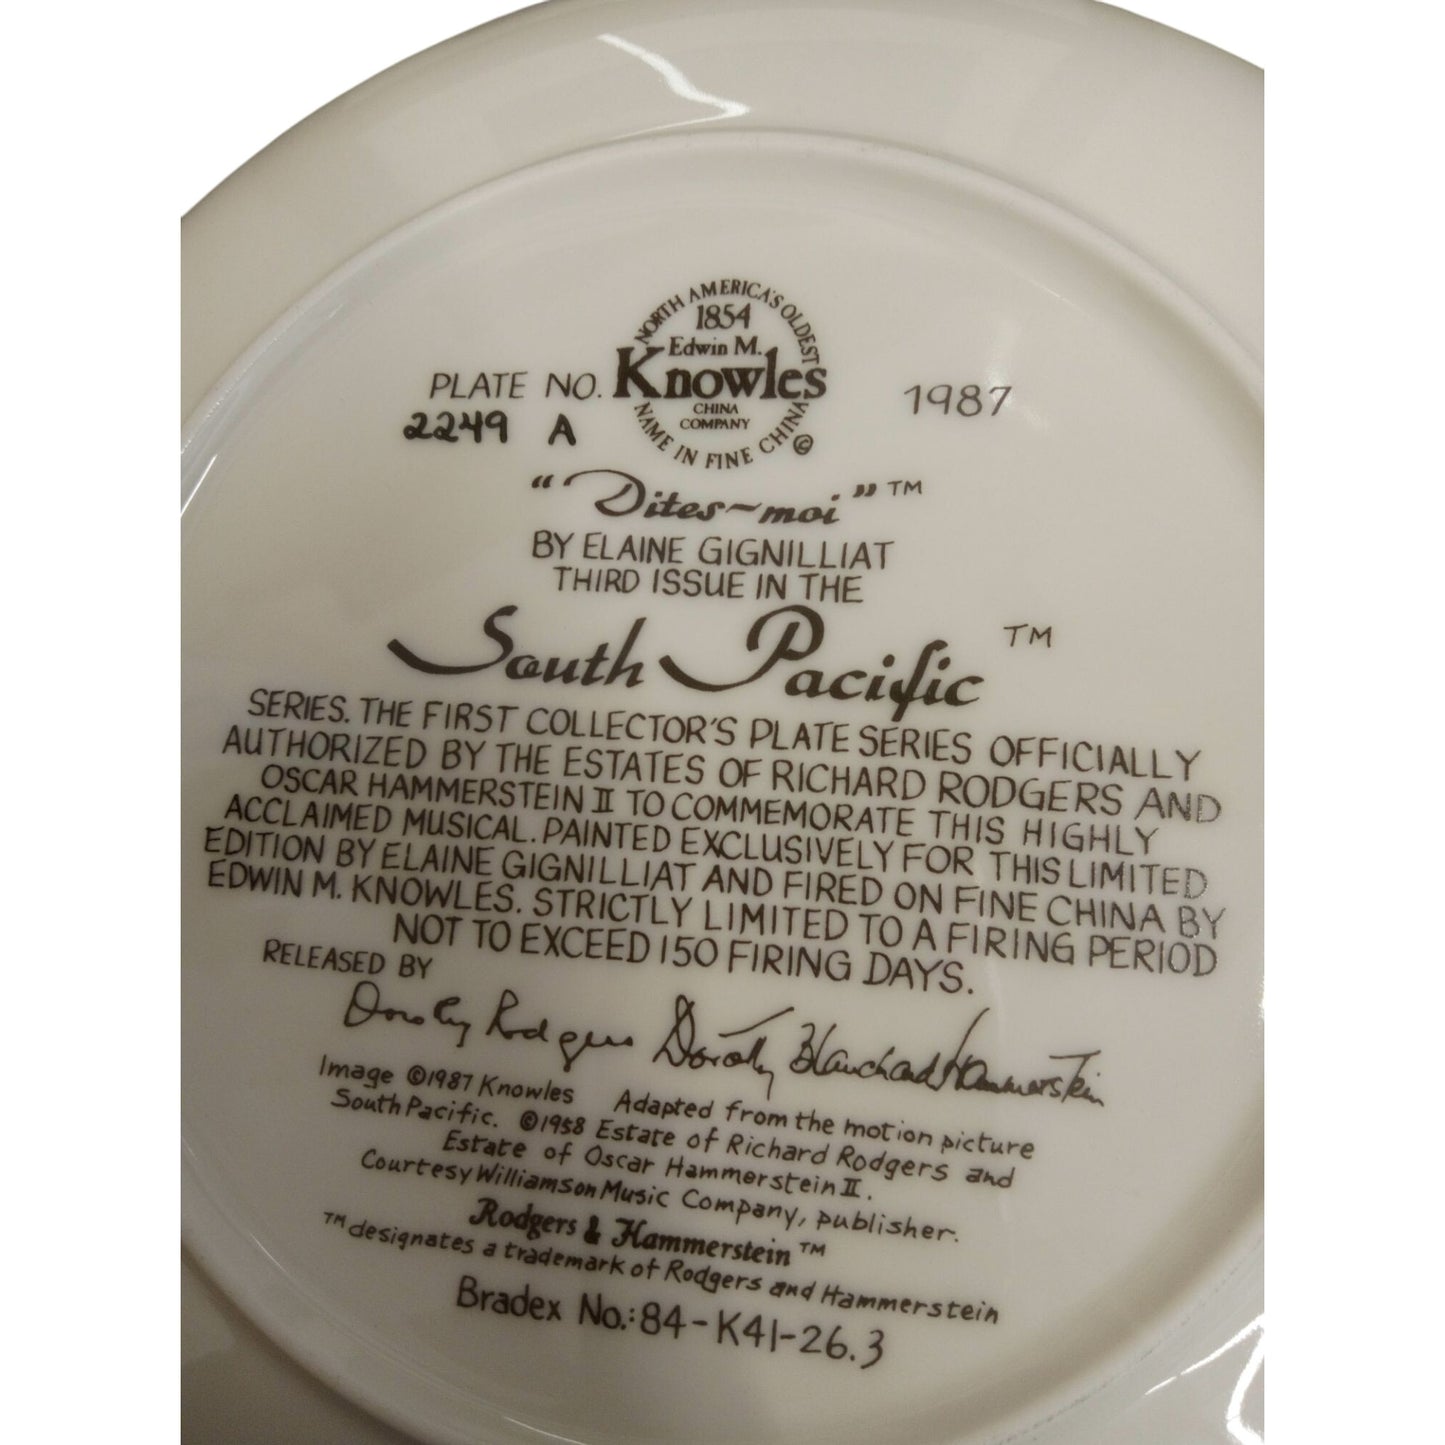 NORTH AMERICA'S OLDEST
1854
Edwin M.
PLATE NO. Knowles 1987
2249 A
CHINA
COMPANY
NAME IN FINE CHINA ©
"Dites-moi"™
BY ELAINE GIGNILLIAT
THIRD ISSUE IN THE
South Pacific ™
SERIES. THE FIRST COLLECTOR'S PLATE SERIES OFFICIALLY
AUTHORIZED BY THE ESTATES OF RICHARD RODGERS AND
OSCAR HAMMERSTEIN II TO COMMEMORATE THIS HIGHLY
ACCLAIMED MUSICAL. PAINTED EXCLUSIVELY FOR THIS LIMITED
EDITION BY ELAINE GIGNILLIAT AND FIRED ON FINE CHINA BY
EDWIN M. KNOWLES. STRICTLY LIMITED TO A FIRING PERIOD
NOT TO EXCEED 150 FIRING DAYS.
RELEASED BY
Dorothy Rodgers Dorothy Blanchard Hammerstein
Image ©1987 Knowles Adapted from the motion picture
South Pacific. ©1958 Estate of Richard Rodgers and
Estate of Oscar Hammerstein II.
Courtesy Williamson Music Company, publisher.
Rodgers & Hammerstein™
™designates a trademark of Rodgers and Hammerstein
Bradex No.: 84-K41-26.3